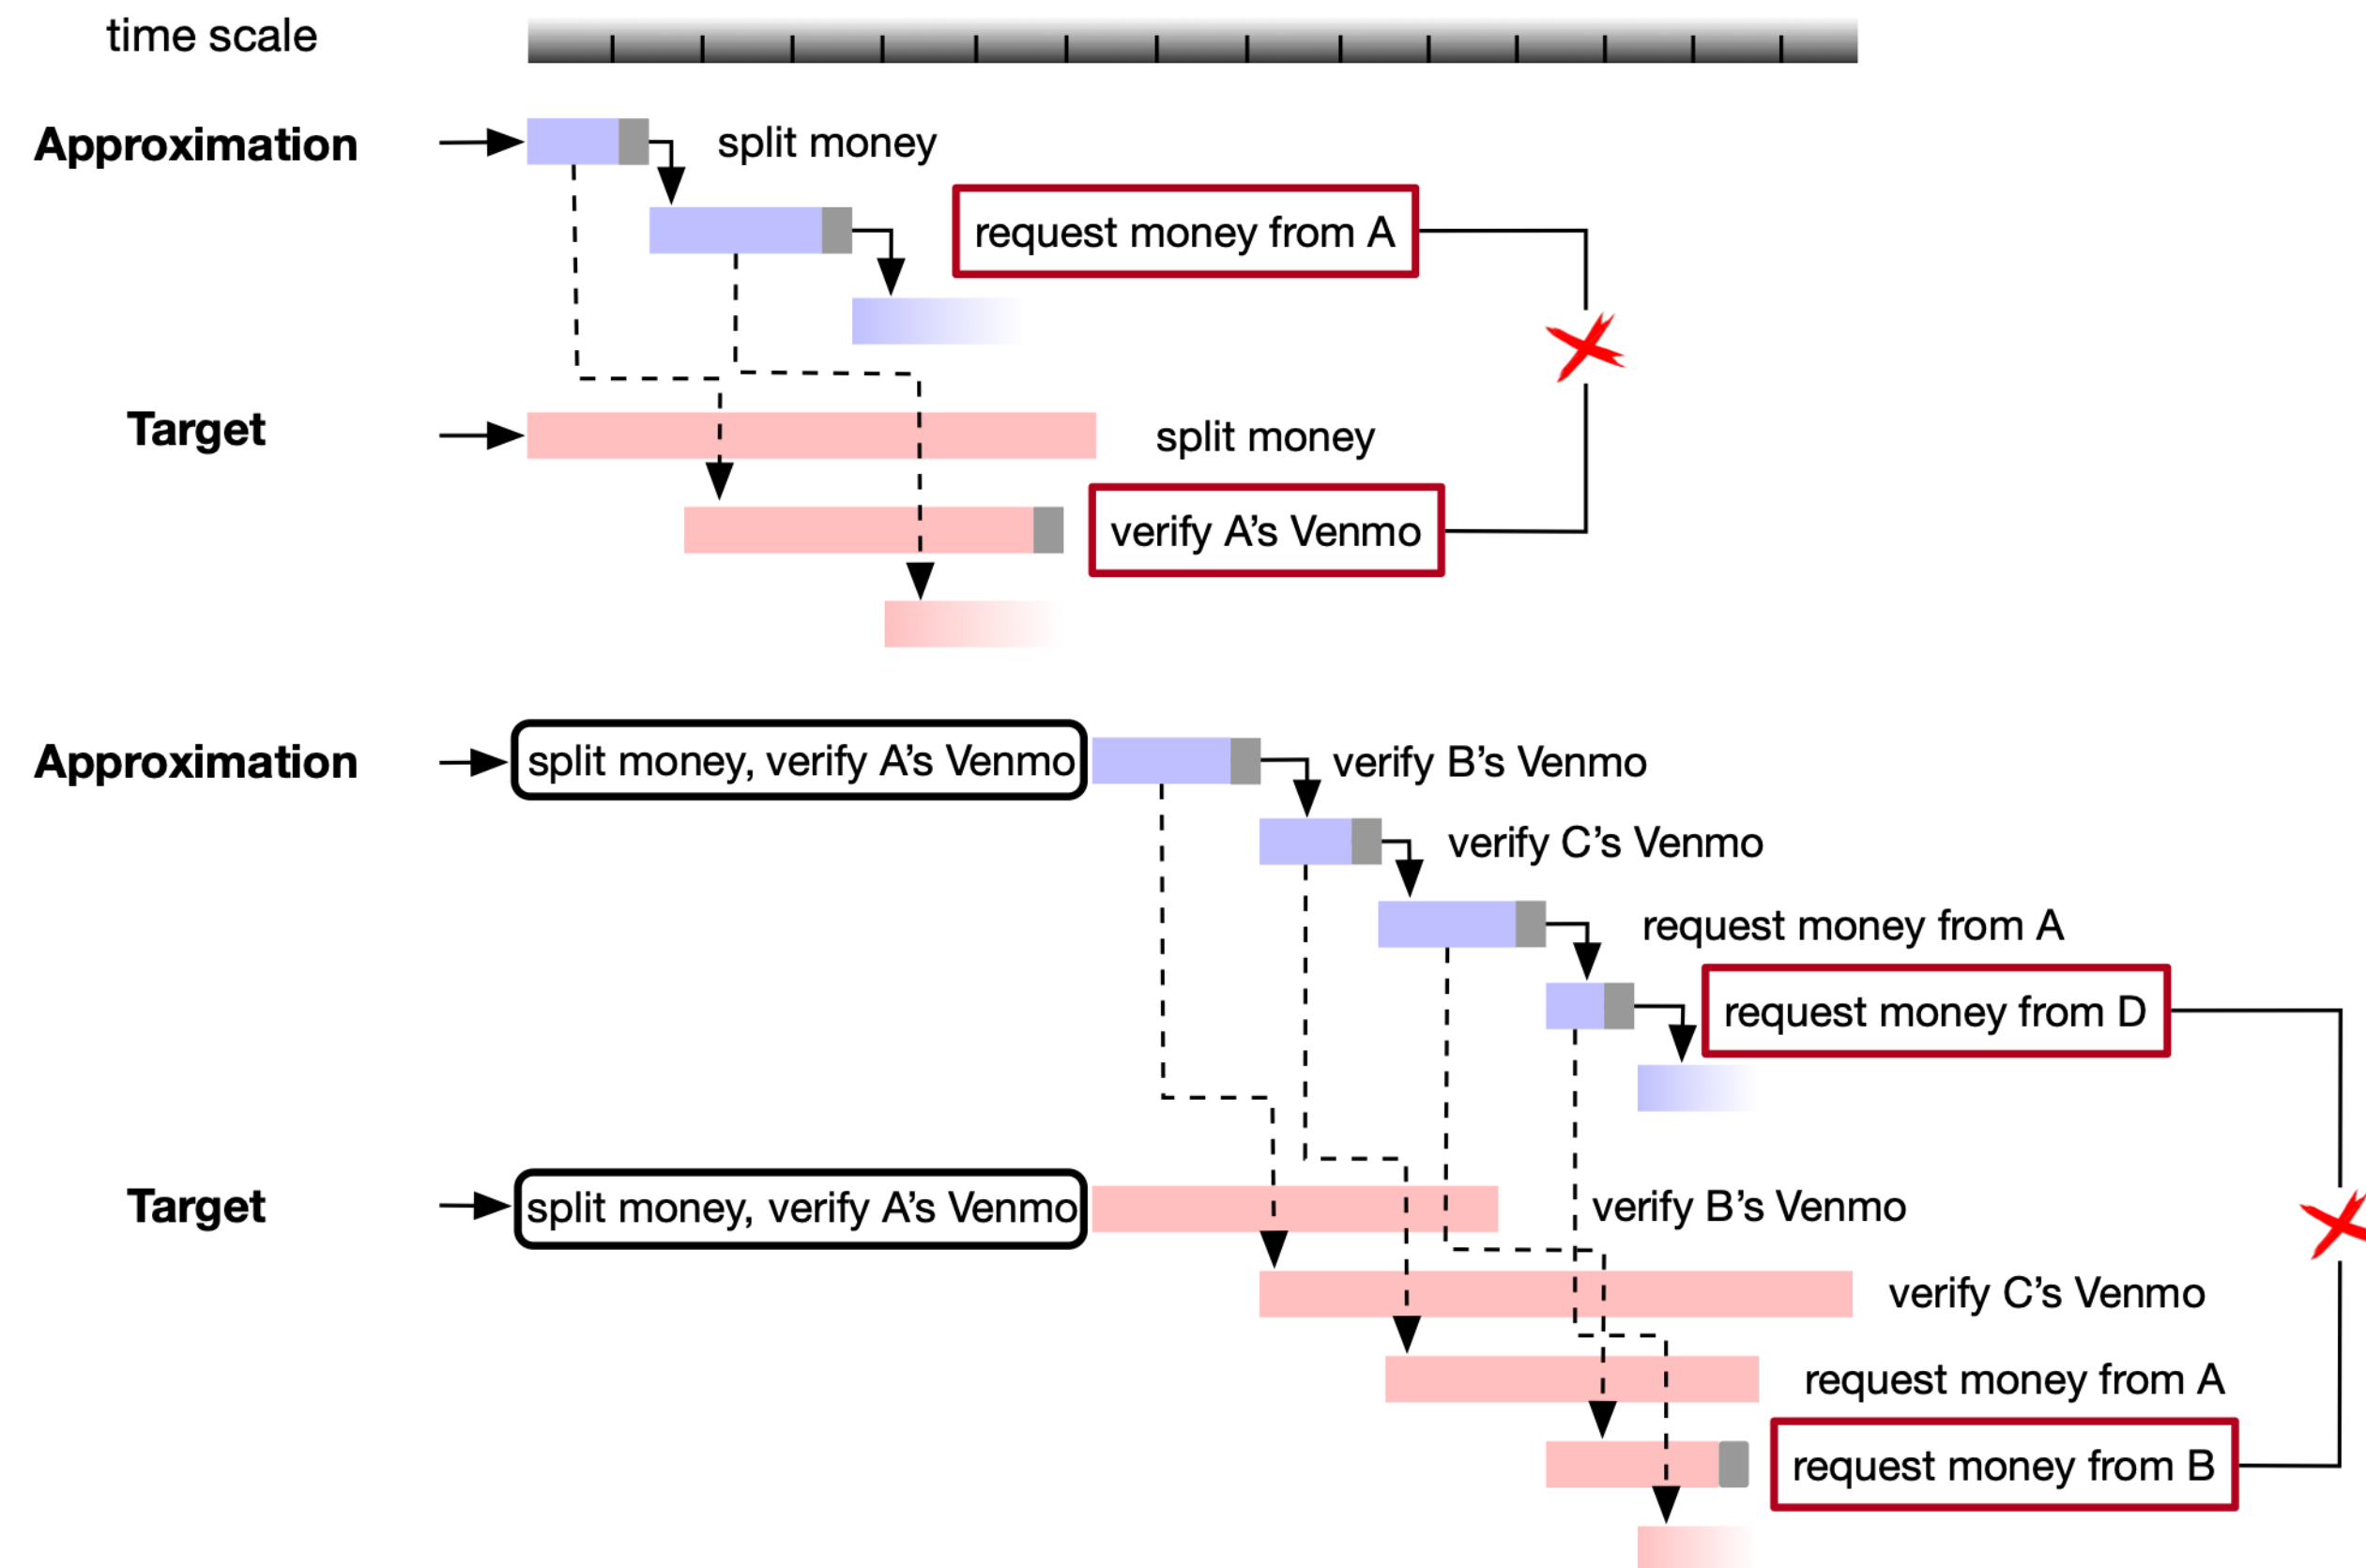 time scale
Approximation
split money
request money from A
Target
split money
verify A’s Venmo
Approximation
split money, verify A’s Venmo
verify B’s Venmo
verify C’s Venmo
request money from A
request money from D
Target
split money, verify A’s Venmo
verify B’s Venmo
verify C’s Venmo
request money from A
request money from B